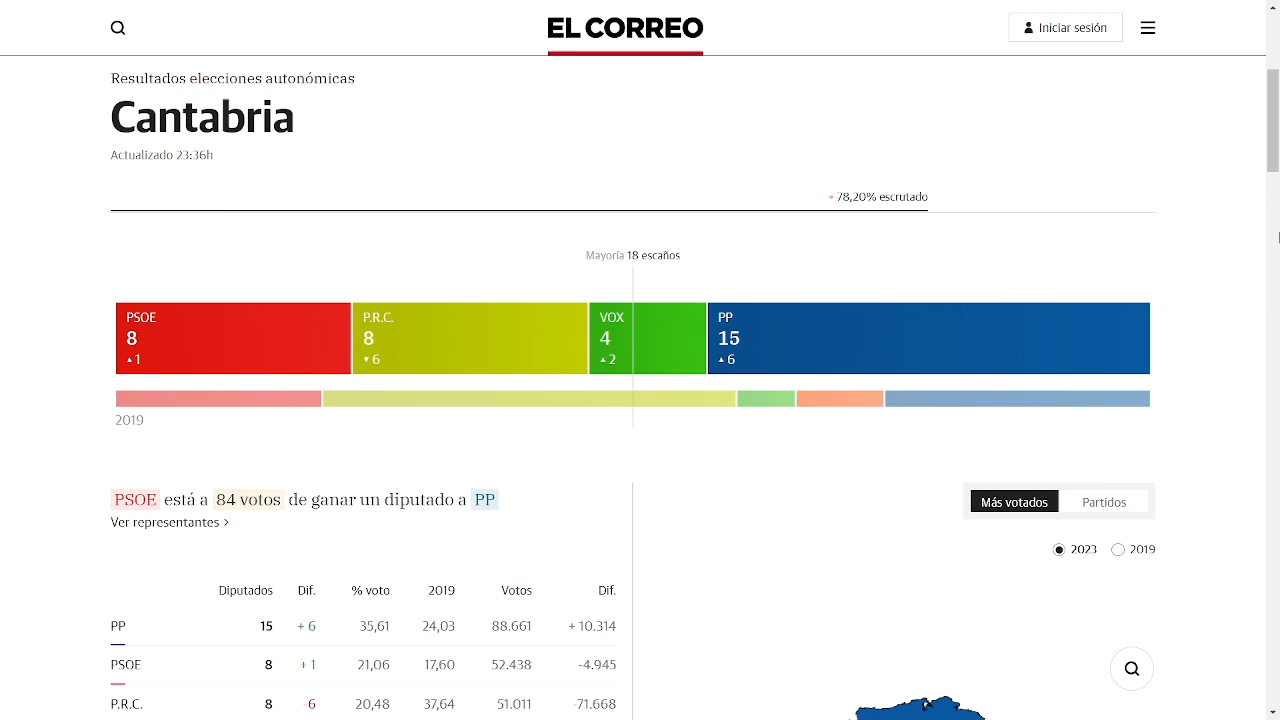 EL CORREO
Iniciar sesión
Resultados elecciones autonómicas
Cantabria
Actualizado 23:36h
78,20% escrutado
Mayoría 18 escaños
PSOE
8
▲1
P.R.C.
8
▼6
VOX
4
▲2
PP
15
▲6
2019
PSOE está a 84 votos de ganar un diputado a PP
Ver representantes >
Más votados Partidos
2023 2019
Diputados Dif. % voto 2019 Votos Dif.
PP 15 + 6 35,61 24,03 88.661 + 10.314
PSOE 8 + 1 21,06 17,60 52.438 -4.945
P.R.C. 8 -6 20,48 37,64 51.011 -71.668